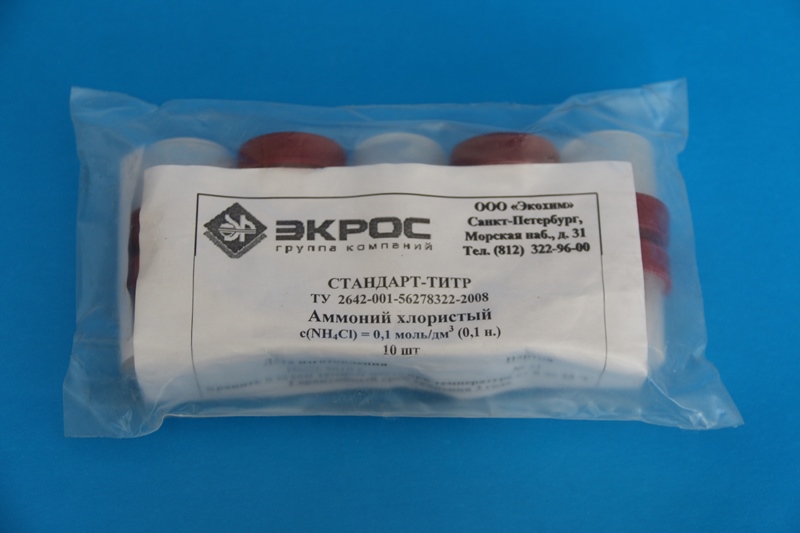 ЭКРОС
группа компаний
ООО «Экохим»
Санкт-Петербург,
Морская наб., д. 31
Тел. (812) 322-96-00
СТАНДАРТ-ТИТР
ТУ 2642-001-56278322-2008
Аммоний хлористый
с(NH₄Cl) = 0,1 моль/дм³ (0,1 н.)
10 шт